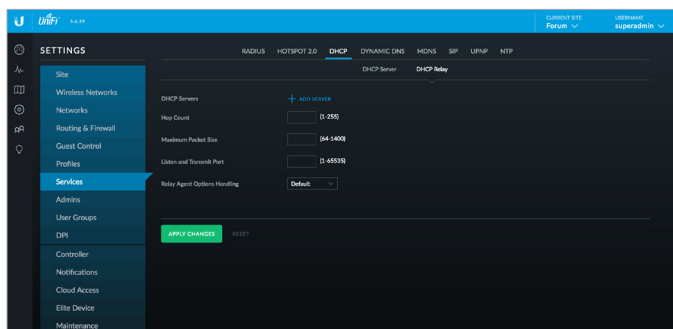 U UniFi 5.6.29 CURRENT SITE USERNAME
Forum superadmin
SETTINGS
RADIUS HOTSPOT 2.0 DHCP DYNAMIC DNS MDNS SIP UPNP NTP
DHCP Server DHCP Relay
Site
Wireless Networks
Networks
Routing & Firewall
Guest Control
Profiles
Services
Admins
User Groups
DPI
Controller
Notifications
Cloud Access
Elite Device
Maintenance
DHCP Servers + ADD SERVER
Hop Count (1-255)
Maximum Packet Size (64-1400)
Listen and Transmit Port (1-65535)
Relay Agent Options Handling Default
APPLY CHANGES RESET